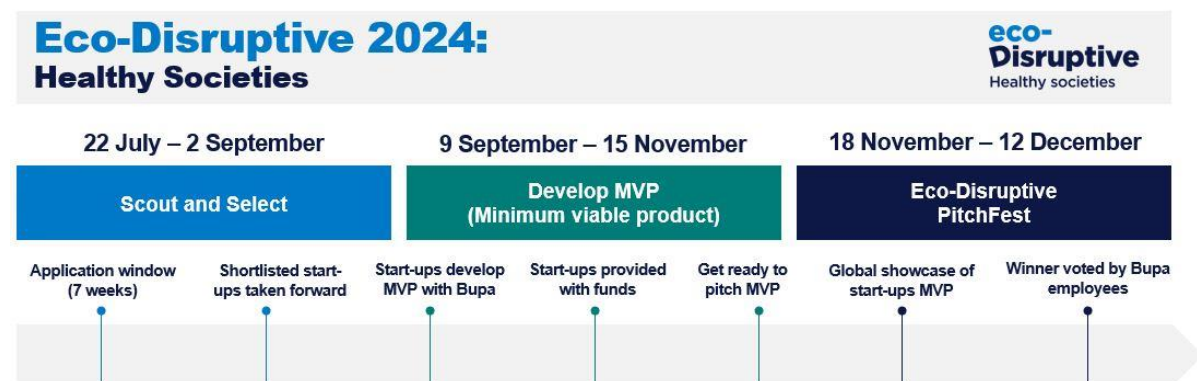 Eco-Disruptive 2024:
Healthy Societies
eco-
Disruptive
Healthy societies
22 July – 2 September
9 September – 15 November
18 November – 12 December
Scout and Select
Develop MVP
(Minimum viable product)
Eco-Disruptive
PitchFest
Application window
(7 weeks)
Shortlisted start-
ups taken forward
Start-ups develop
MVP with Bupa
Start-ups provided
with funds
Get ready to
pitch MVP
Global showcase of
start-ups MVP
Winner voted by Bupa
employees